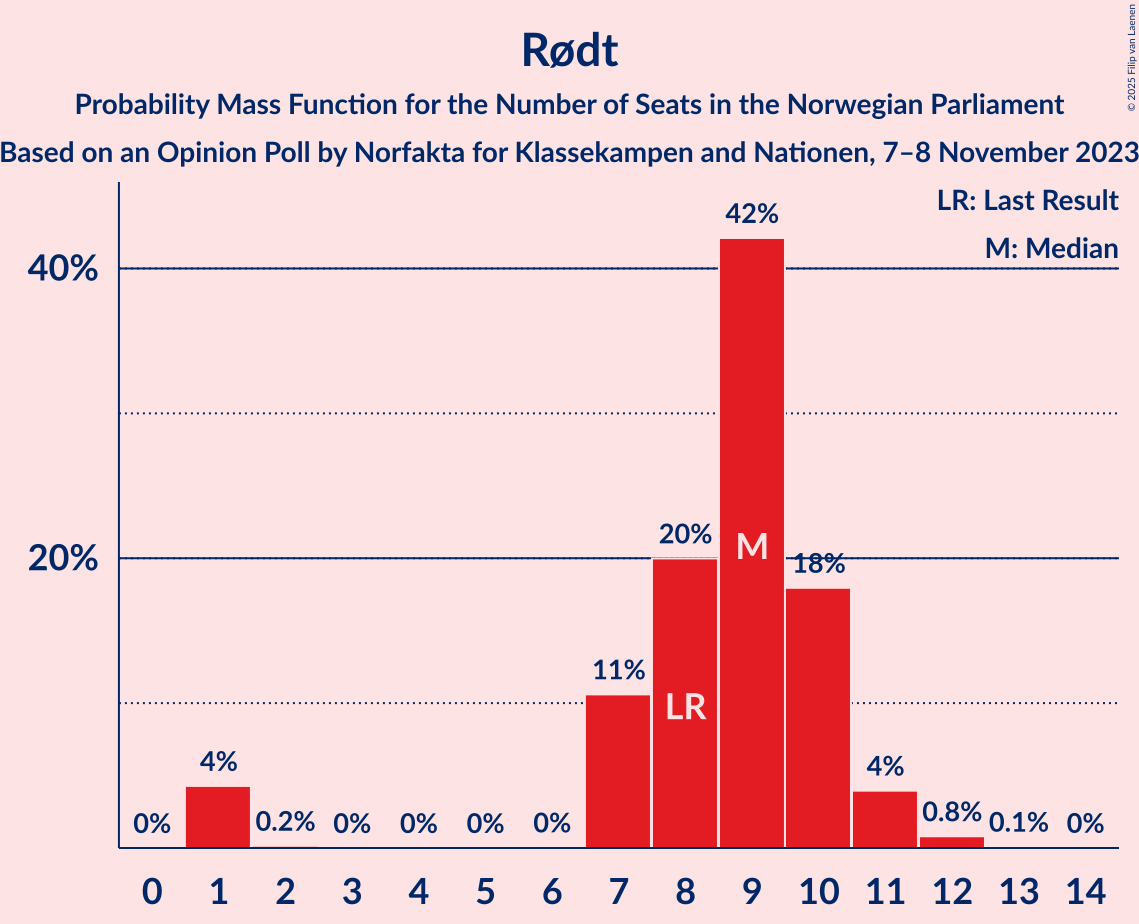 Rødt
Probability Mass Function for the Number of Seats in the Norwegian Parliament
Based on an Opinion Poll by Norfakta for Klassekampen and Nationen, 7–8 November 2023
© 2025 Filip van Laenen
LR: Last Result
M: Median
40%
20%
0%
4%
0.2%
0%
0%
0%
0%
11%
20%
42%
18%
4%
0.8%
0.1%
0%
LR
M
0 1 2 3 4 5 6 7 8 9 10 11 12 13 14